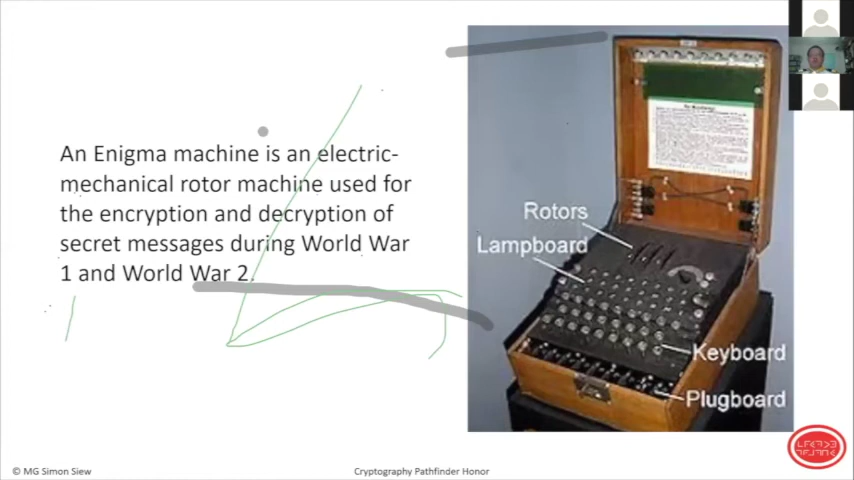 An Enigma machine is an electric-
mechanical rotor machine used for
the encryption and decryption of
secret messages during World War
1 and World War 2.
Rotors
Lampboard
Keyboard
Plugboard
© MG Simon Siew
Cryptography Pathfinder Honor